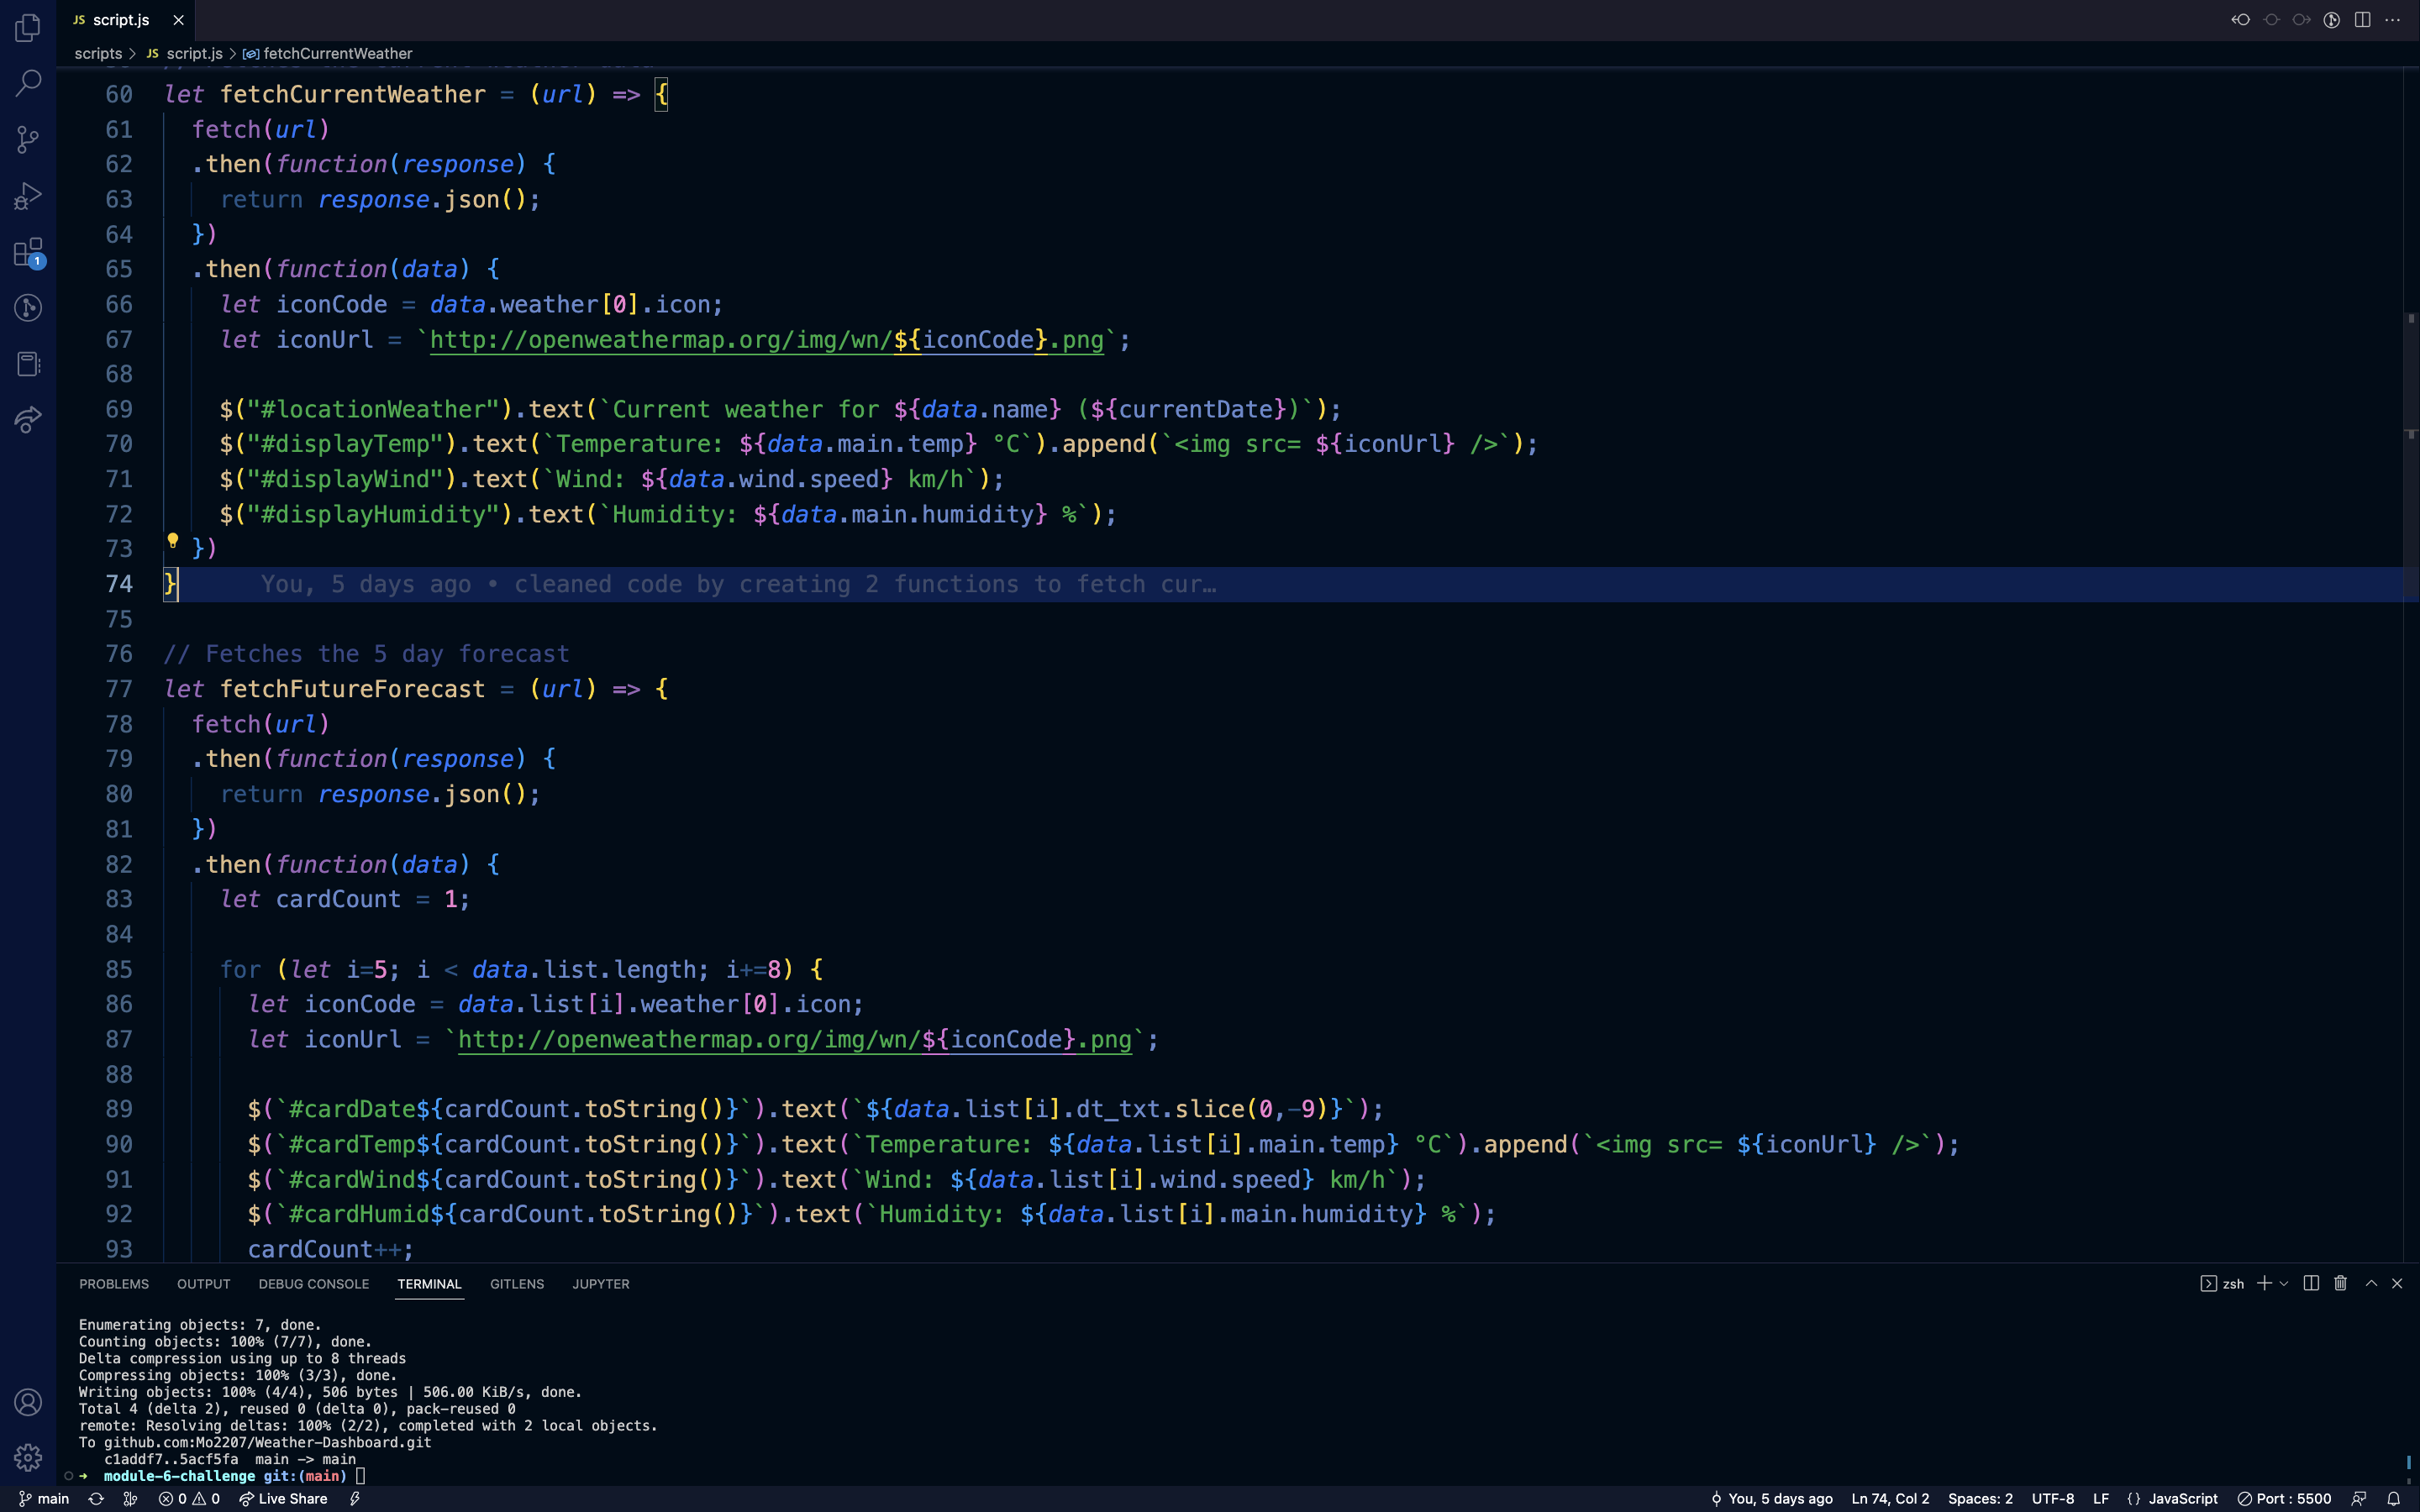 JS script.js
scripts > JS script.js > fetchCurrentWeather
60 let fetchCurrentWeather = (url) => {
61   fetch(url)
62   .then(function(response) {
63     return response.json();
64   })
65   .then(function(data) {
66     let iconCode = data.weather[0].icon;
67     let iconUrl = `http://openweathermap.org/img/wn/${iconCode}.png`;
68
69     $("#locationWeather").text(`Current weather for ${data.name} (${currentDate})`);
70     $("#displayTemp").text(`Temperature: ${data.main.temp} °C`).append(`<img src= ${iconUrl} />`);
71     $("#displayWind").text(`Wind: ${data.wind.speed} km/h`);
72     $("#displayHumidity").text(`Humidity: ${data.main.humidity} %`);
73   })
74 } You, 5 days ago • cleaned code by creating 2 functions to fetch cur…
75
76 // Fetches the 5 day forecast
77 let fetchFutureForecast = (url) => {
78   fetch(url)
79   .then(function(response) {
80     return response.json();
81   })
82   .then(function(data) {
83     let cardCount = 1;
84
85     for (let i=5; i < data.list.length; i+=8) {
86       let iconCode = data.list[i].weather[0].icon;
87       let iconUrl = `http://openweathermap.org/img/wn/${iconCode}.png`;
88
89       $(`#cardDate${cardCount.toString()}`).text(`${data.list[i].dt_txt.slice(0,-9)}`);
90       $(`#cardTemp${cardCount.toString()}`).text(`Temperature: ${data.list[i].main.temp} °C`).append(`<img src= ${iconUrl} />`);
91       $(`#cardWind${cardCount.toString()}`).text(`Wind: ${data.list[i].wind.speed} km/h`);
92       $(`#cardHumid${cardCount.toString()}`).text(`Humidity: ${data.list[i].main.humidity} %`);
93       cardCount++;
1
PROBLEMS OUTPUT DEBUG CONSOLE TERMINAL GITLENS JUPYTER zsh
Enumerating objects: 7, done.
Counting objects: 100% (7/7), done.
Delta compression using up to 8 threads
Compressing objects: 100% (3/3), done.
Writing objects: 100% (4/4), 506 bytes | 506.00 KiB/s, done.
Total 4 (delta 2), reused 0 (delta 0), pack-reused 0
remote: Resolving deltas: 100% (2/2), completed with 2 local objects.
To github.com:Mo2207/Weather-Dashboard.git
   c1addf7..5acf5fa  main -> main
➜ module-6-challenge git:(main)
main 0 0 Live Share You, 5 days ago Ln 74, Col 2 Spaces: 2 UTF-8 LF {} JavaScript Port : 5500